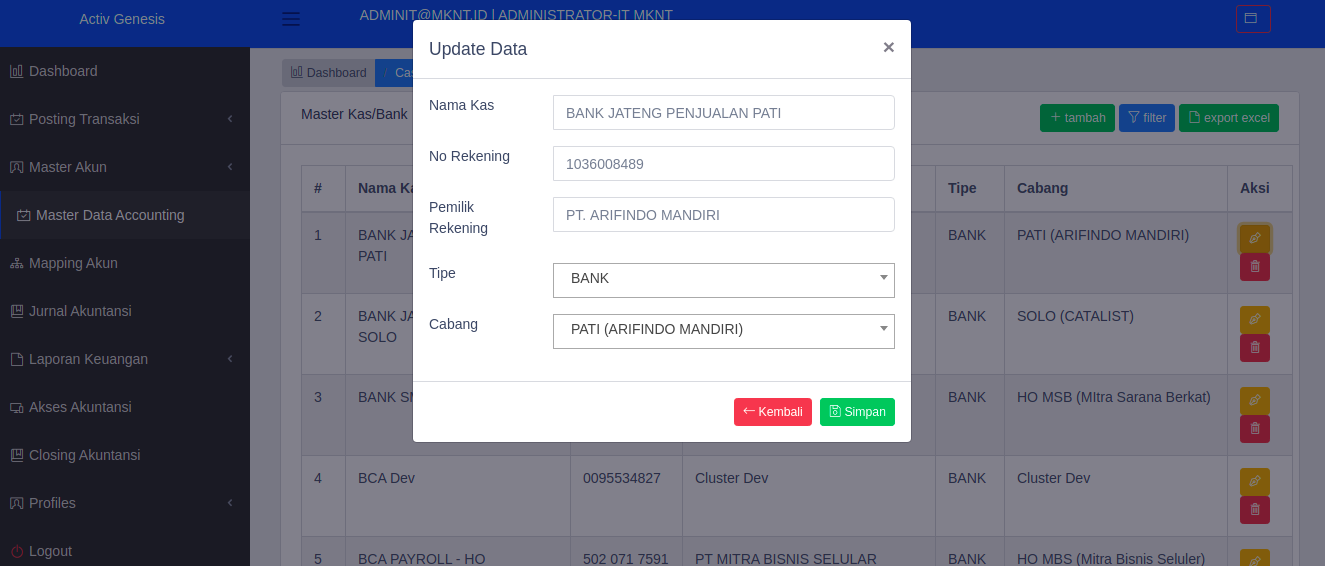 Activ Genesis
ADMINIT@MKNT.ID | ADMINISTRATOR-IT MKNT
Dashboard
Posting Transaksi
Master Akun
Master Data Accounting
Mapping Akun
Jurnal Akuntansi
Laporan Keuangan
Akses Akuntansi
Closing Akuntansi
Profiles
Logout
Dashboard / Cas
Master Kas/Bank
+ tambah filter export excel
Update Data ×
Nama Kas BANK JATENG PENJUALAN PATI
No Rekening 1036008489
Pemilik
Rekening PT. ARIFINDO MANDIRI
Tipe BANK
Cabang PATI (ARIFINDO MANDIRI)
Kembali Simpan
# Nama Ka Tipe Cabang Aksi
1 BANK JA BANK PATI (ARIFINDO MANDIRI)
PATI
2 BANK JA BANK SOLO (CATALIST)
SOLO
3 BANK SM BANK HO MSB (MItra Sarana Berkat)
4 BCA Dev 0095534827 Cluster Dev BANK Cluster Dev
5 BCA PAYROLL - HO 502 071 7591 PT MITRA BISNIS SELULAR BANK HO MBS (Mitra Bisnis Seluler)